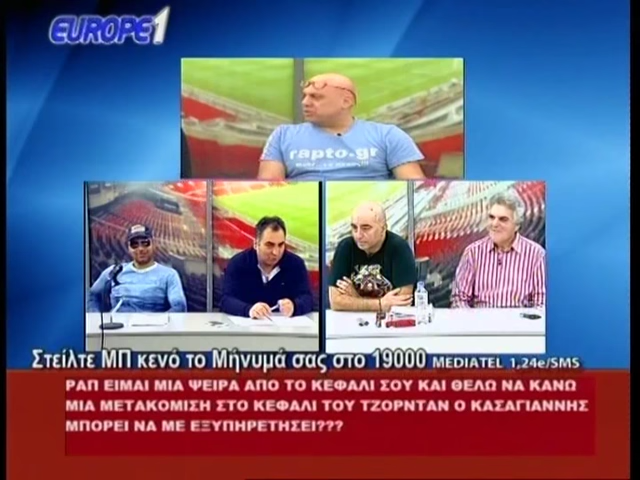 EUROPE1
rapto.gr
Στείλτε ΜΠ κενό το Μήνυμά σας στο 19000 MEDIATEL 1,24e/SMS
ΡΑΠ ΕΙΜΑΙ ΜΙΑ ΨΕΙΡΑ ΑΠΟ ΤΟ ΚΕΦΑΛΙ ΣΟΥ ΚΑΙ ΘΕΛΩ ΝΑ ΚΑΝΩ
ΜΙΑ ΜΕΤΑΚΟΜΙΣΗ ΣΤΟ ΚΕΦΑΛΙ ΤΟΥ ΤΖΟΡΝΤΑΝ Ο ΚΑΣΑΓΙΑΝΝΗΣ
ΜΠΟΡΕΙ ΝΑ ΜΕ ΕΞΥΠΗΡΕΤΗΣΕΙ???